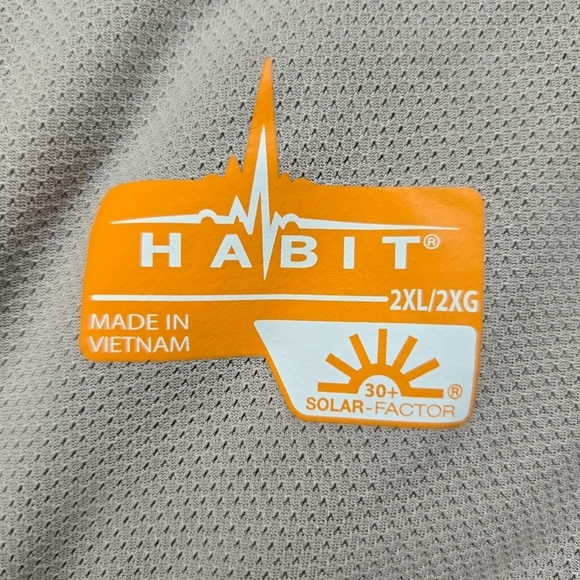 HABIT®
2XL/2XG
MADE IN
VIETNAM
30+
SOLAR-FACTOR®